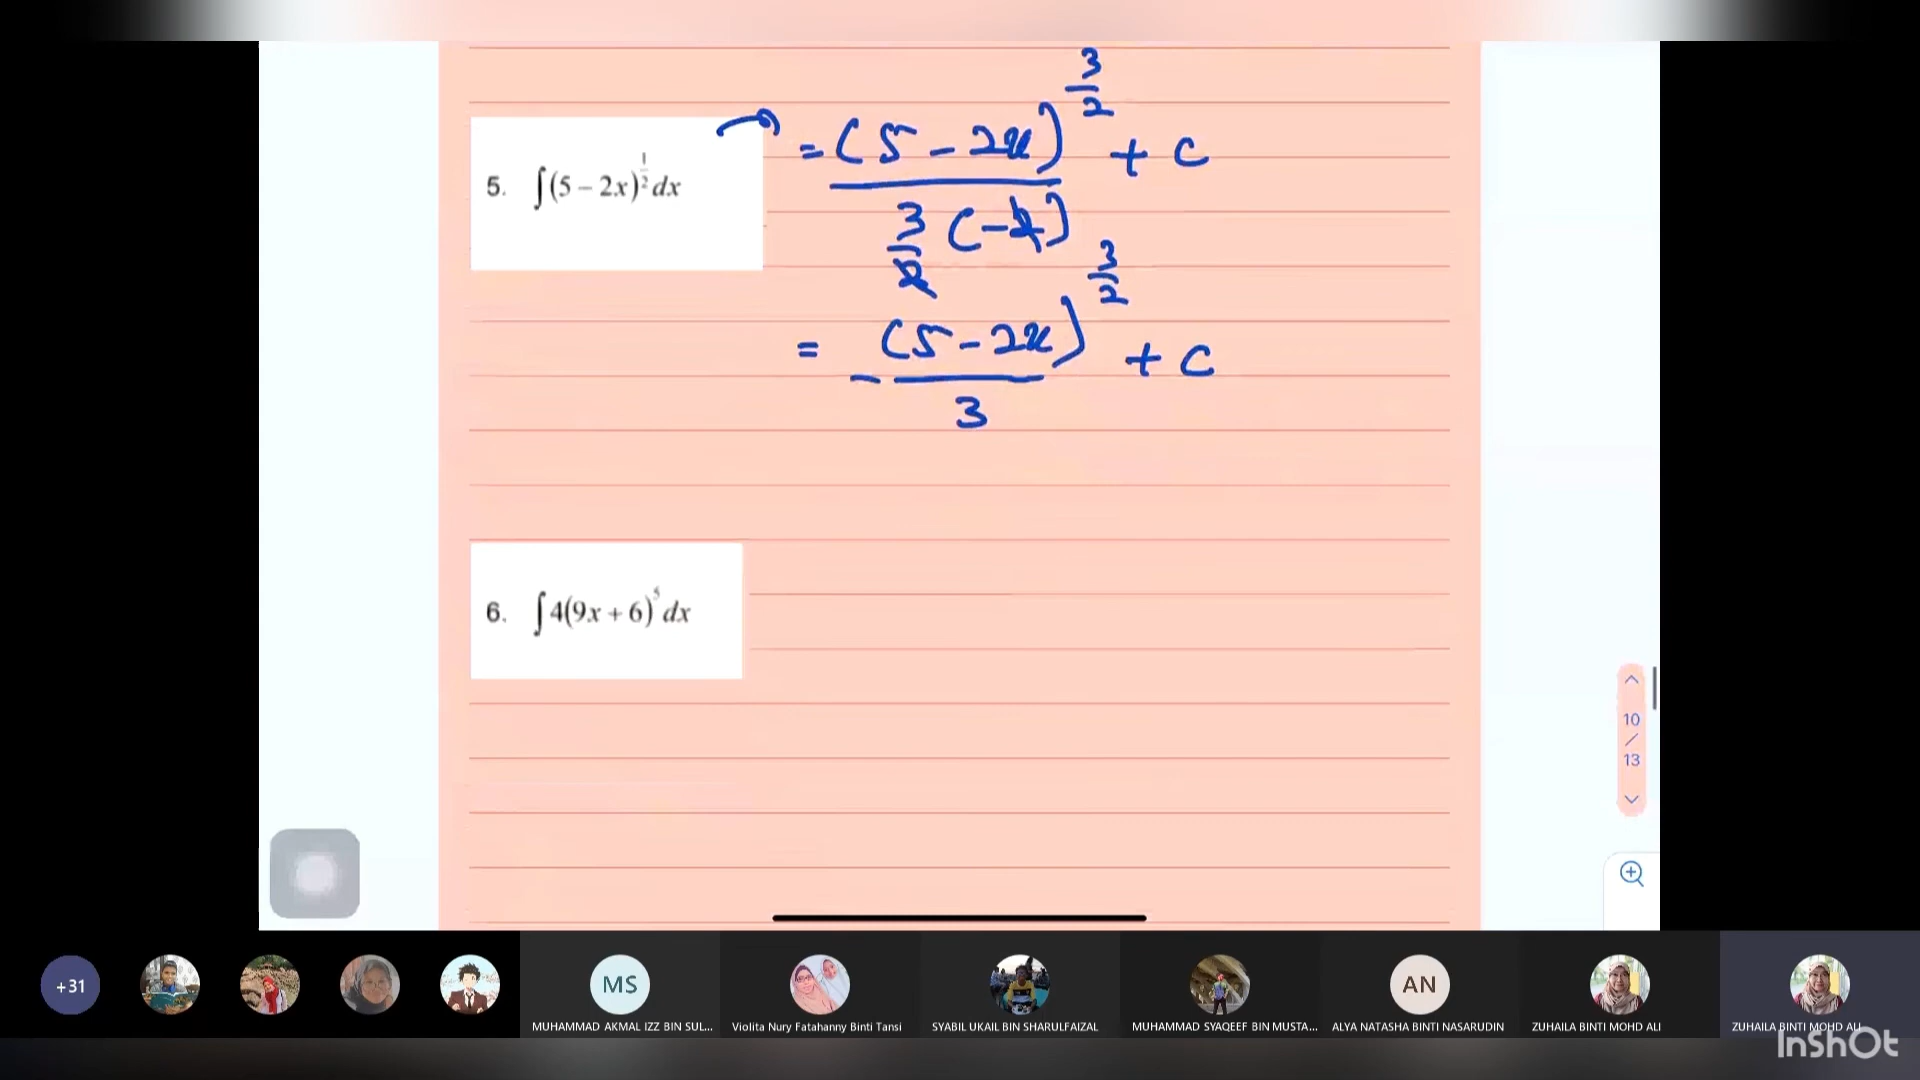 5. ∫(5 – 2x)^{1/2} dx
= (5 - 2x)^{3/2} / (3/2 (-2)) + c
= - (5 - 2x)^{3/2} / 3 + c
6. ∫4(9x + 6)^5 dx
10
/
13
+31
MS
AN
MUHAMMAD AKMAL IZZ BIN SUL...
Violita Nury Fatahanny Binti Tansi
SYABIL UKAIL BIN SHARULFAIZAL
MUHAMMAD SYAQEEF BIN MUSTA...
ALYA NATASHA BINTI NASARUDIN
ZUHAILA BINTI MOHD ALI
ZUHAILA BINTI MOHD ALI
InShOt